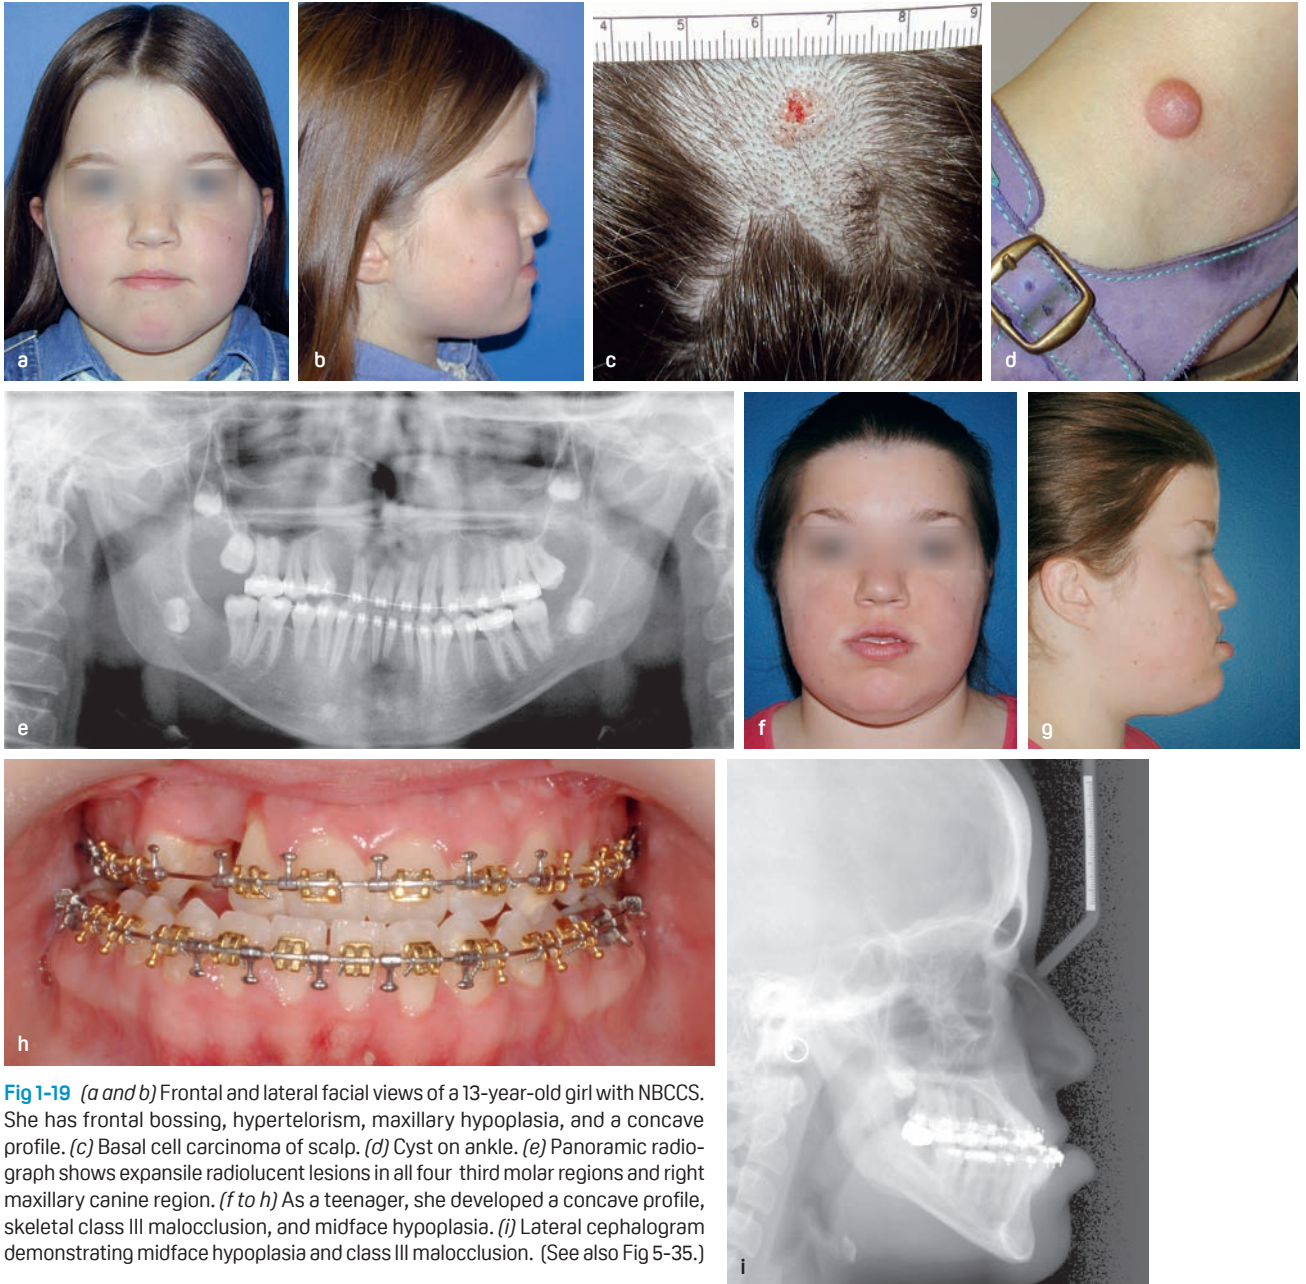 4 5 6 7 8 9
a
b
c
d
e
f
g
h
i
Fig 1-19 (a and b) Frontal and lateral facial views of a 13-year-old girl with NBCCS.
She has frontal bossing, hypertelorism, maxillary hypoplasia, and a concave
profile. (c) Basal cell carcinoma of scalp. (d) Cyst on ankle. (e) Panoramic radio-
graph shows expansile radiolucent lesions in all four third molar regions and right
maxillary canine region. (f to h) As a teenager, she developed a concave profile,
skeletal class III malocclusion, and midface hypoplasia. (i) Lateral cephalogram
demonstrating midface hypoplasia and class III malocclusion. (See also Fig 5-35.)